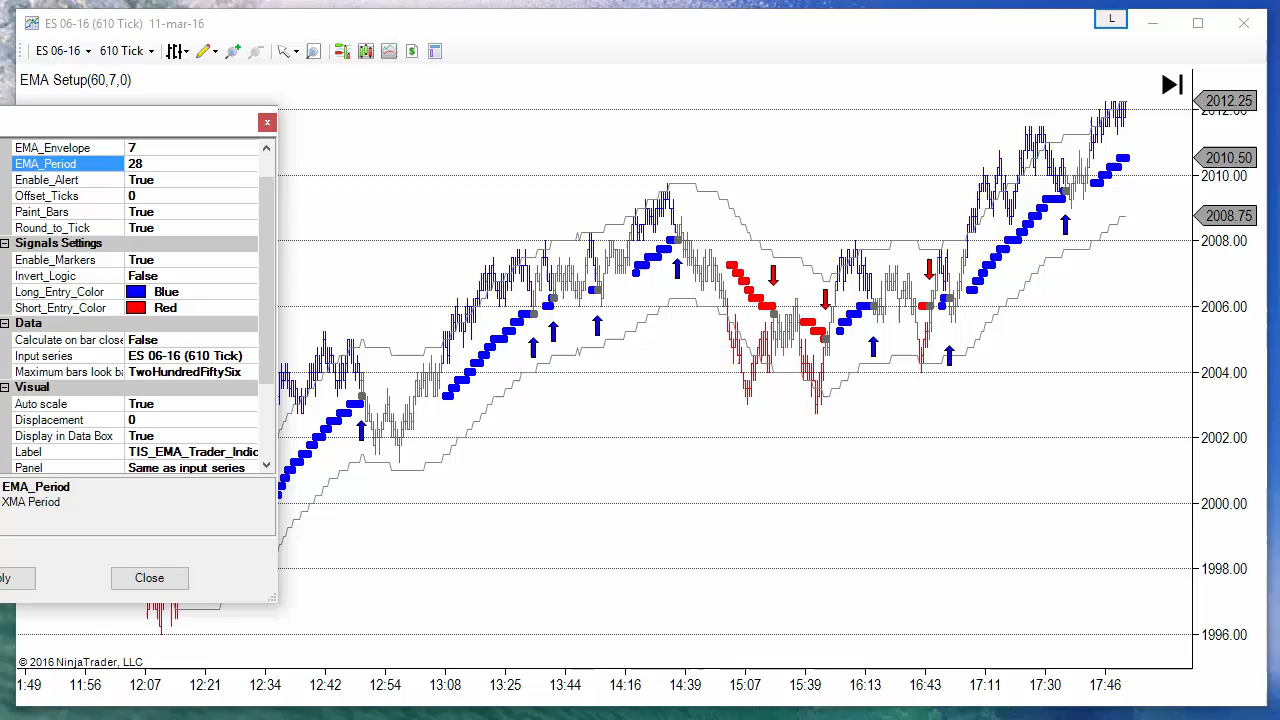 ES 06-16 (610 Tick) 11-mar-16
L
ES 06-16 610 Tick
$
EMA Setup(60,7,0)
EMA_Envelope 7
EMA_Period 28
Enable_Alert True
Offset_Ticks 0
Paint_Bars True
Round_to_Tick True
Signals Settings
Enable_Markers True
Invert_Logic False
Long_Entry_Color Blue
Short_Entry_Color Red
Data
Calculate on bar close False
Input series ES 06-16 (610 Tick)
Maximum bars look b TwoHundredFiftySix
Visual
Auto scale True
Displacement 0
Display in Data Box True
Label TIS_EMA_Trader_Indic
Panel Same as input series
EMA_Period
XMA Period
ply Close
2012.25
2012.00
2010.50
2010.00
2008.75
2008.00
2006.00
2004.00
2002.00
2000.00
1998.00
1996.00
© 2016 NinjaTrader, LLC
1:49 11:56 12:07 12:21 12:34 12:42 12:54 13:08 13:25 13:44 14:16 14:39 15:07 15:39 16:13 16:43 17:11 17:30 17:46